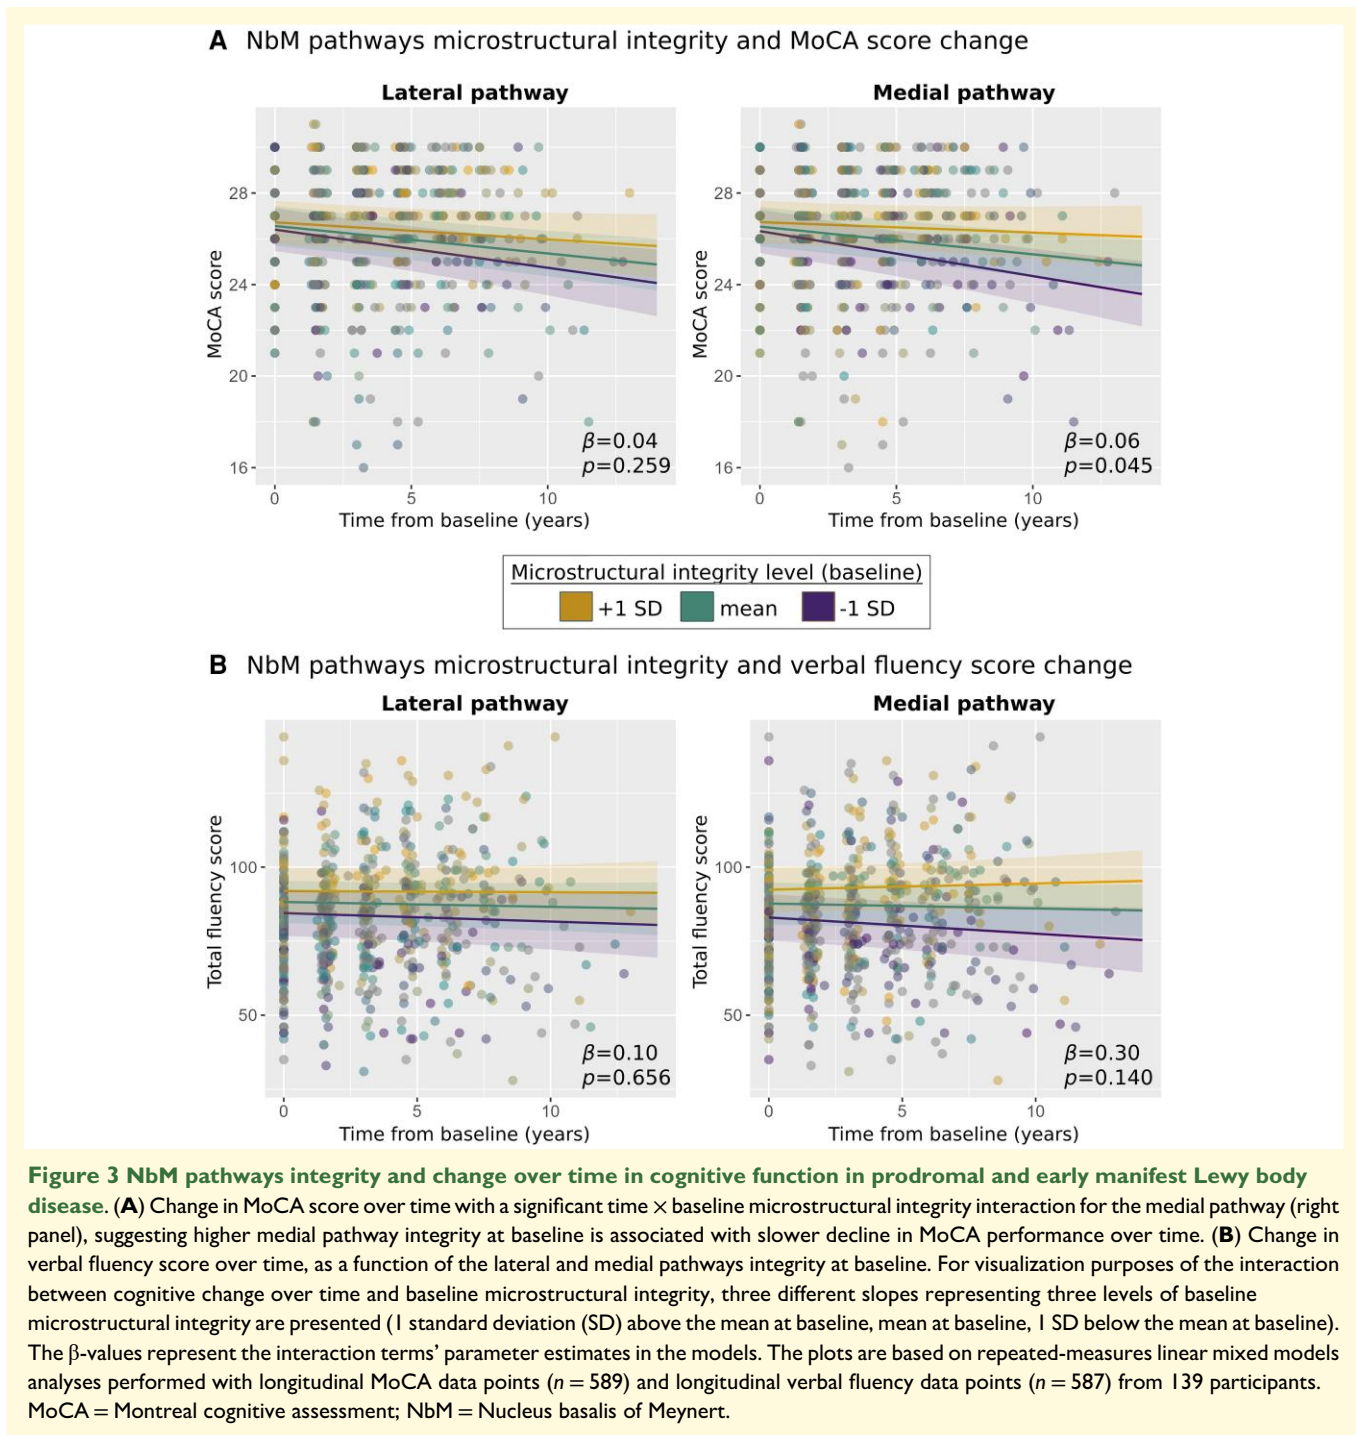 A NbM pathways microstructural integrity and MoCA score change
Lateral pathway
MoCA score
28
24
20
16
β=0.04
p=0.259
0 5 10
Time from baseline (years)
Medial pathway
MoCA score
28
24
20
16
β=0.06
p=0.045
0 5 10
Time from baseline (years)
Microstructural integrity level (baseline)
+1 SD mean -1 SD
B NbM pathways microstructural integrity and verbal fluency score change
Lateral pathway
Total fluency score
100
50
β=0.10
p=0.656
0 5 10
Time from baseline (years)
Medial pathway
Total fluency score
100
50
β=0.30
p=0.140
0 5 10
Time from baseline (years)
Figure 3 NbM pathways integrity and change over time in cognitive function in prodromal and early manifest Lewy body
disease. (A) Change in MoCA score over time with a significant time × baseline microstructural integrity interaction for the medial pathway (right
panel), suggesting higher medial pathway integrity at baseline is associated with slower decline in MoCA performance over time. (B) Change in
verbal fluency score over time, as a function of the lateral and medial pathways integrity at baseline. For visualization purposes of the interaction
between cognitive change over time and baseline microstructural integrity, three different slopes representing three levels of baseline
microstructural integrity are presented (1 standard deviation (SD) above the mean at baseline, mean at baseline, 1 SD below the mean at baseline).
The β-values represent the interaction terms' parameter estimates in the models. The plots are based on repeated-measures linear mixed models
analyses performed with longitudinal MoCA data points (n = 589) and longitudinal verbal fluency data points (n = 587) from 139 participants.
MoCA = Montreal cognitive assessment; NbM = Nucleus basalis of Meynert.